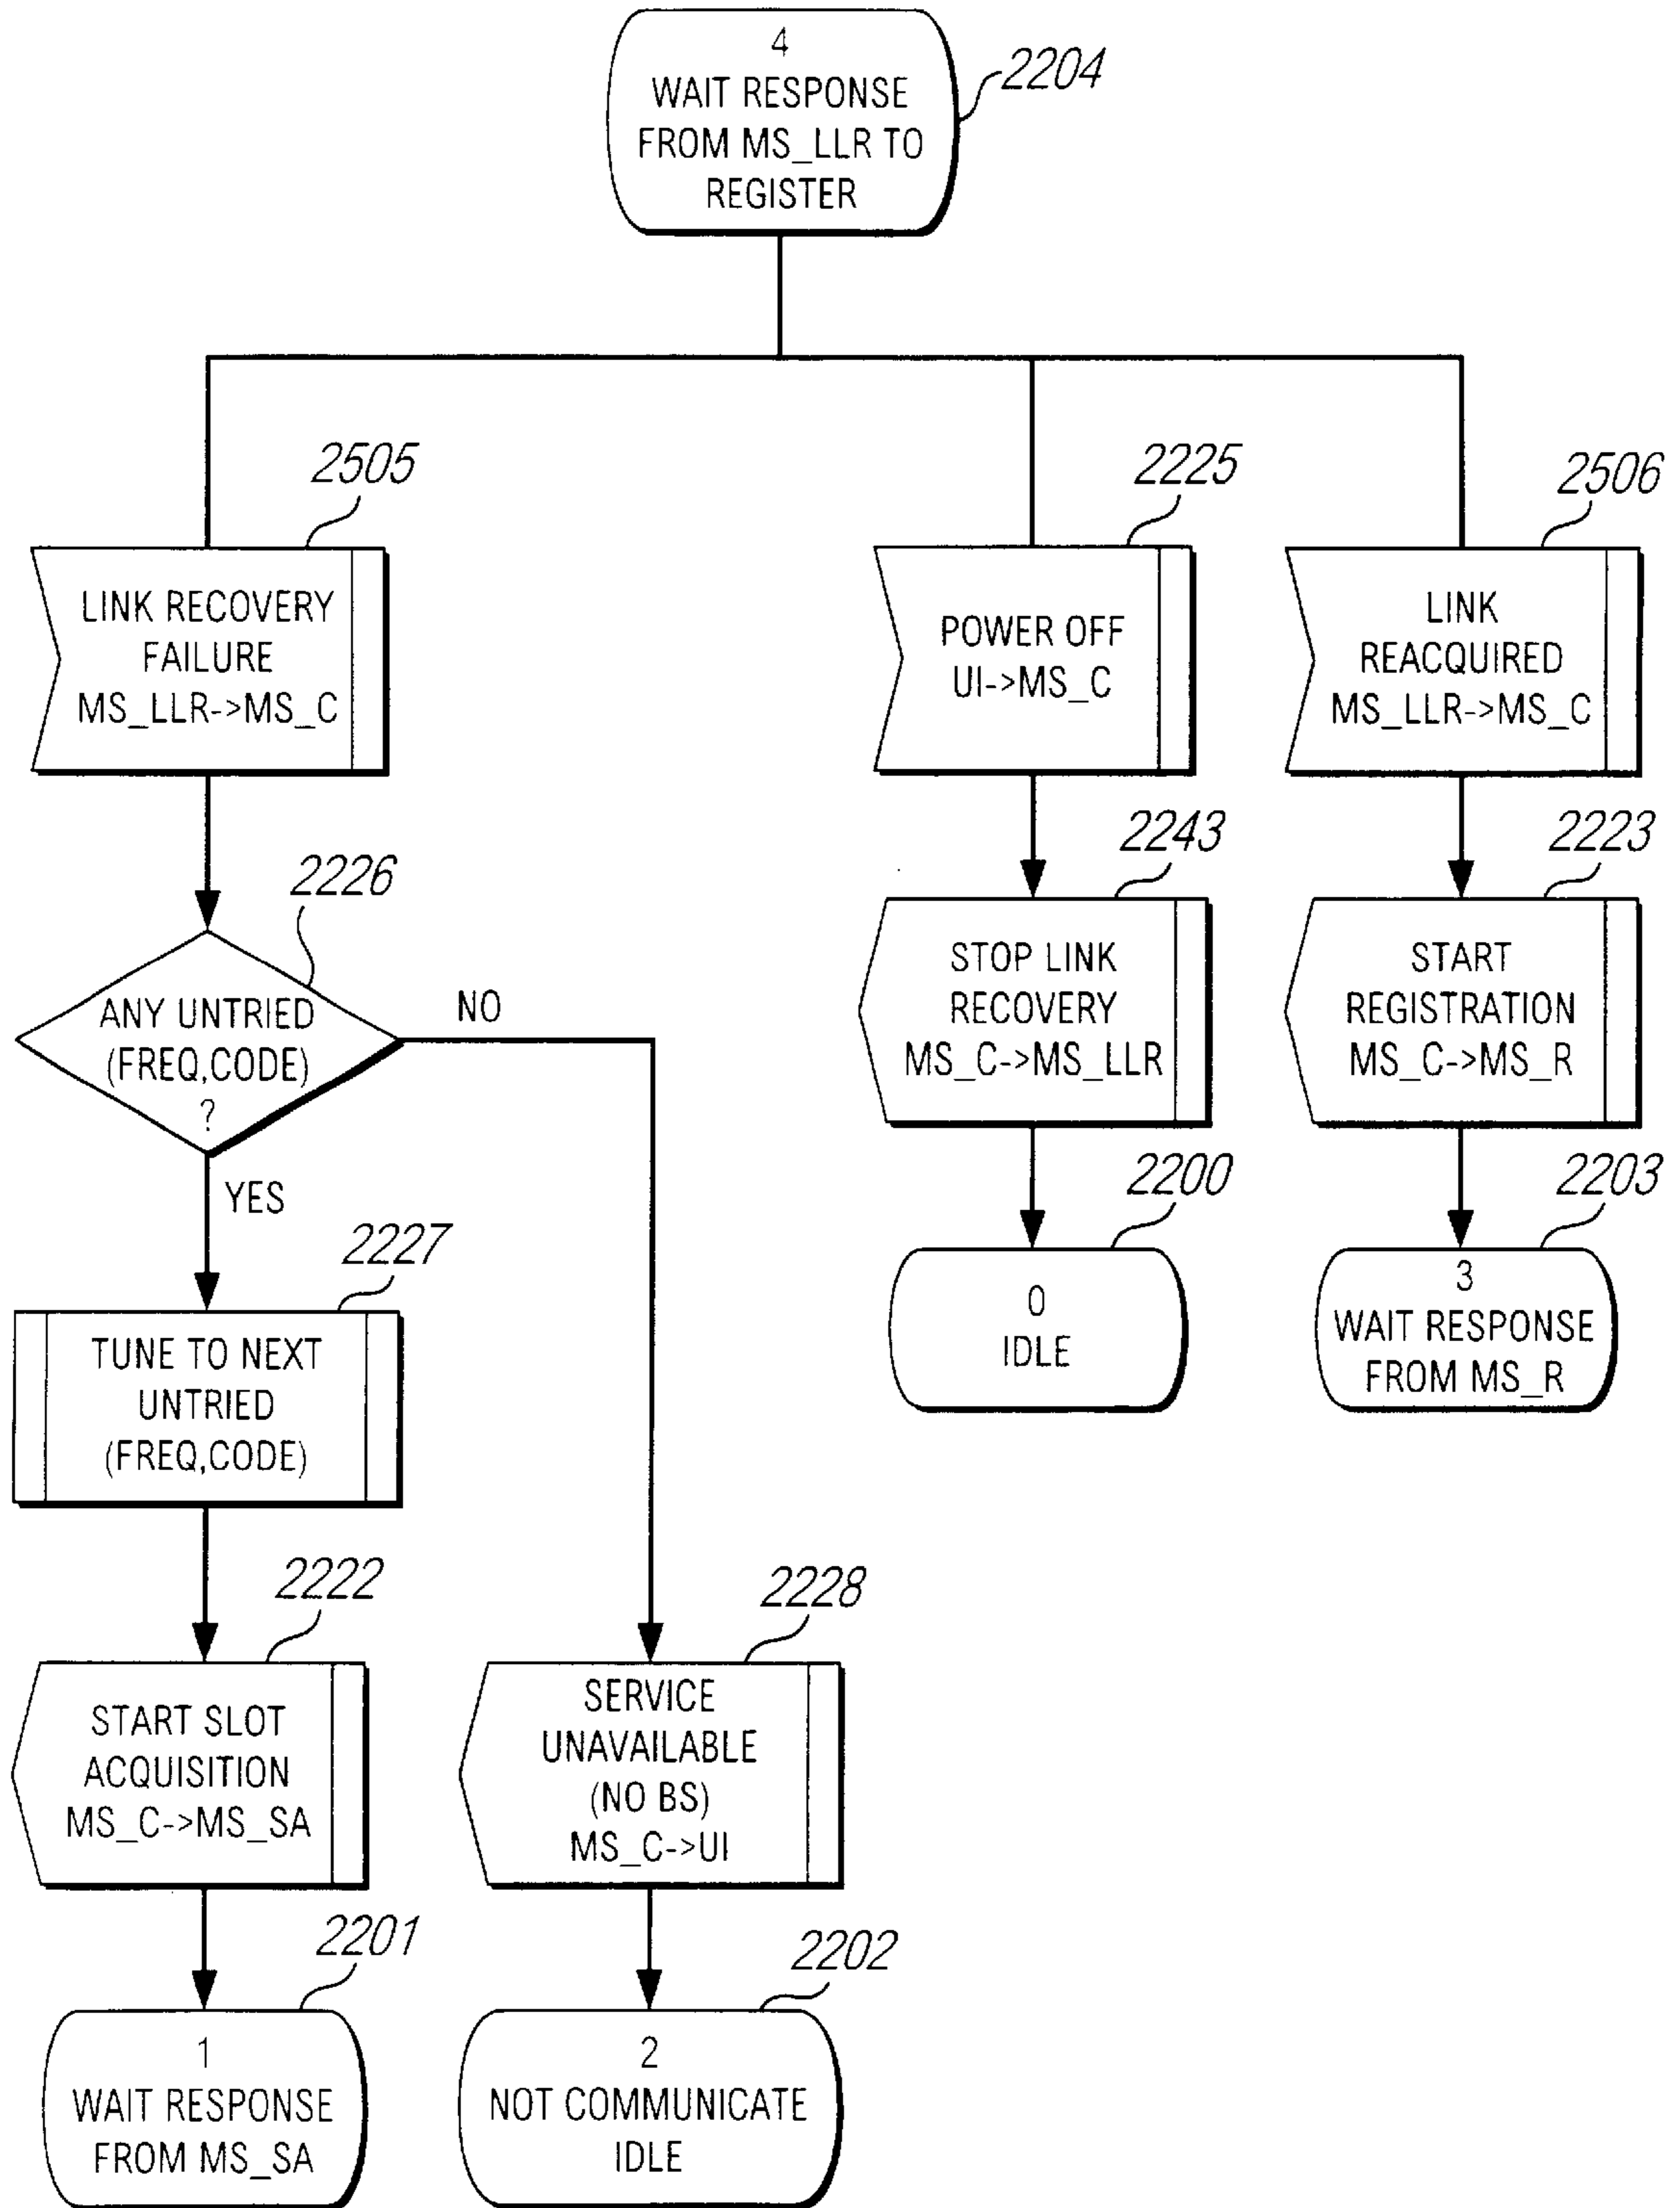 4
WAIT RESPONSE
FROM MS_LLR TO
REGISTER
2204
2505
LINK RECOVERY
FAILURE
MS_LLR->MS_C
2225
POWER OFF
UI->MS_C
2506
LINK
REACQUIRED
MS_LLR->MS_C
2226
ANY UNTRIED
(FREQ,CODE)
?
NO
YES
2243
STOP LINK
RECOVERY
MS_C->MS_LLR
2223
START
REGISTRATION
MS_C->MS_R
2227
TUNE TO NEXT
UNTRIED
(FREQ,CODE)
2200
0
IDLE
2203
3
WAIT RESPONSE
FROM MS_R
2222
START SLOT
ACQUISITION
MS_C->MS_SA
2228
SERVICE
UNAVAILABLE
(NO BS)
MS_C->UI
2201
1
WAIT RESPONSE
FROM MS_SA
2202
2
NOT COMMUNICATE
IDLE